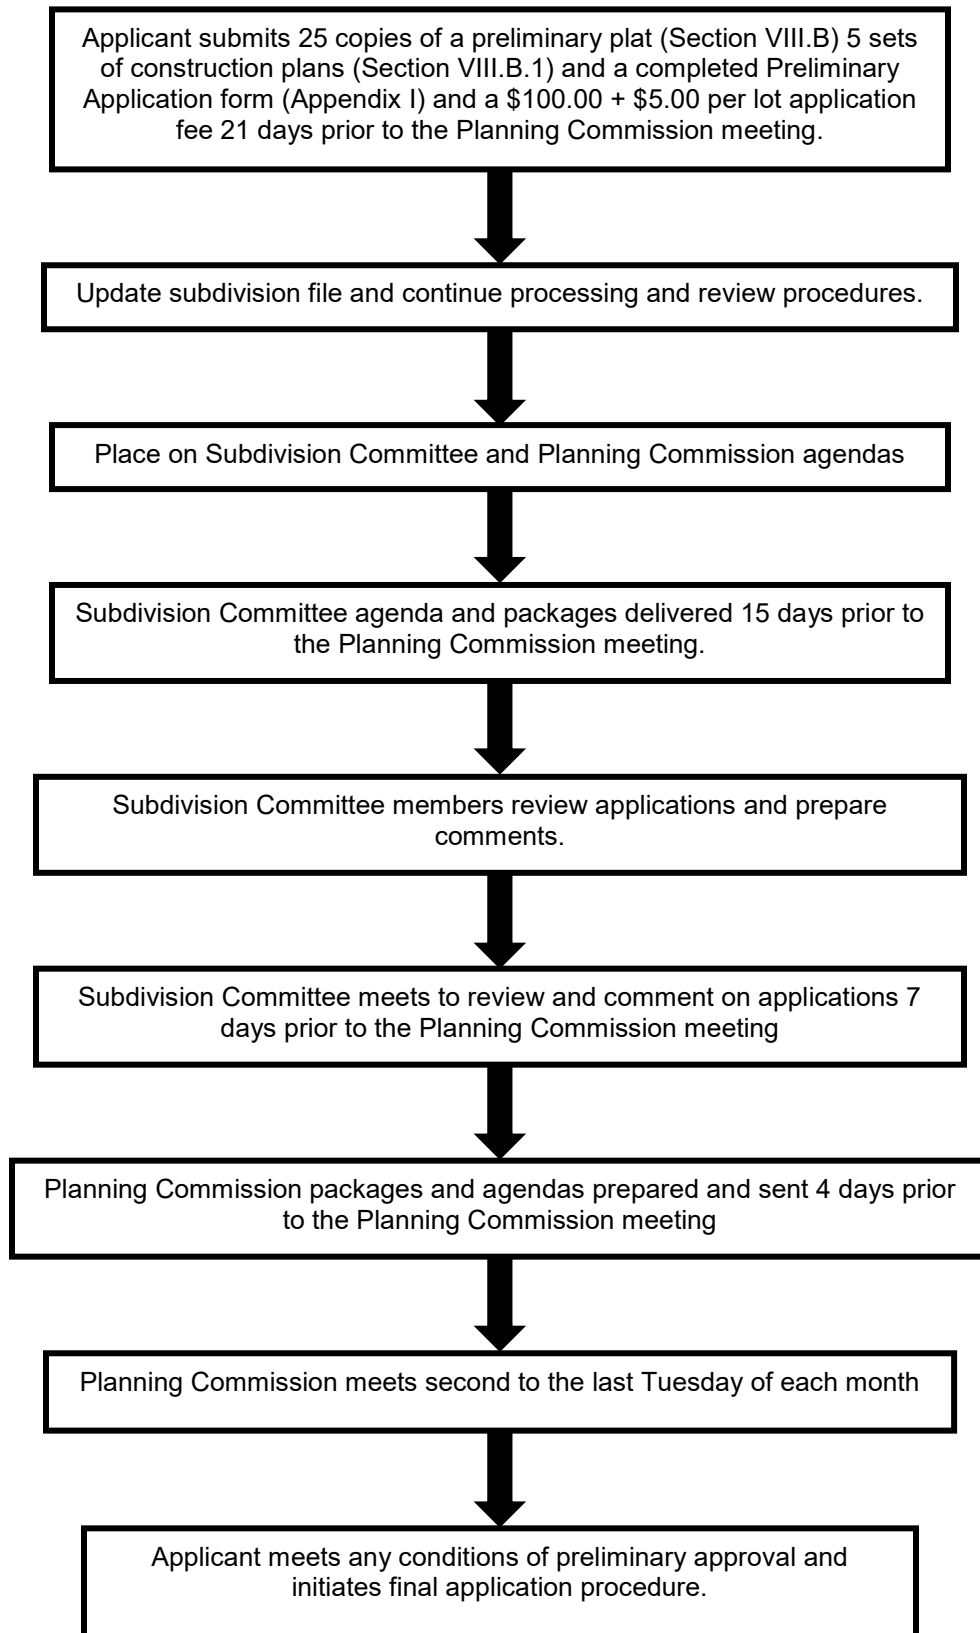 Applicant submits 25 copies of a preliminary plat (Section VIII.B) 5 sets
of construction plans (Section VIII.B.1) and a completed Preliminary
Application form (Appendix I) and a $100.00 + $5.00 per lot application
fee 21 days prior to the Planning Commission meeting.
Update subdivision file and continue processing and review procedures.
Place on Subdivision Committee and Planning Commission agendas
Subdivision Committee agenda and packages delivered 15 days prior to
the Planning Commission meeting.
Subdivision Committee members review applications and prepare
comments.
Subdivision Committee meets to review and comment on applications 7
days prior to the Planning Commission meeting
Planning Commission packages and agendas prepared and sent 4 days prior
to the Planning Commission meeting
Planning Commission meets second to the last Tuesday of each month
Applicant meets any conditions of preliminary approval and
initiates final application procedure.